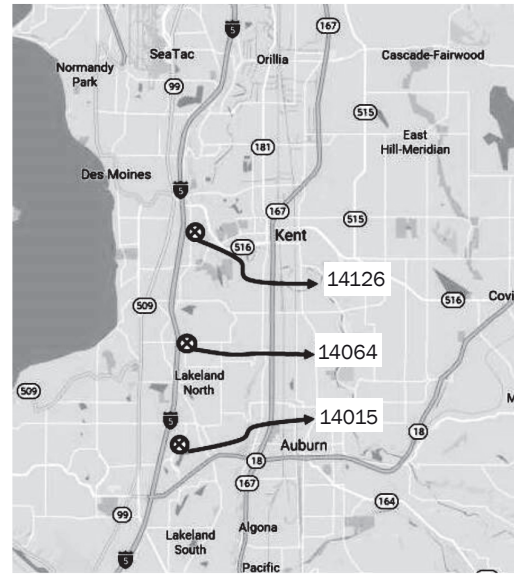 5
167
SeaTac
Orillia
Cascade-Fairwood
Normandy
Park
99
515
East
Hill-Meridian
181
Des Moines
5
167
515
Kent
516
14126
516
Covi
509
14064
Lakeland
North
509
M
14015
5
18
Auburn
18
167
164
99
Lakeland
South
Algona
5
Pacific